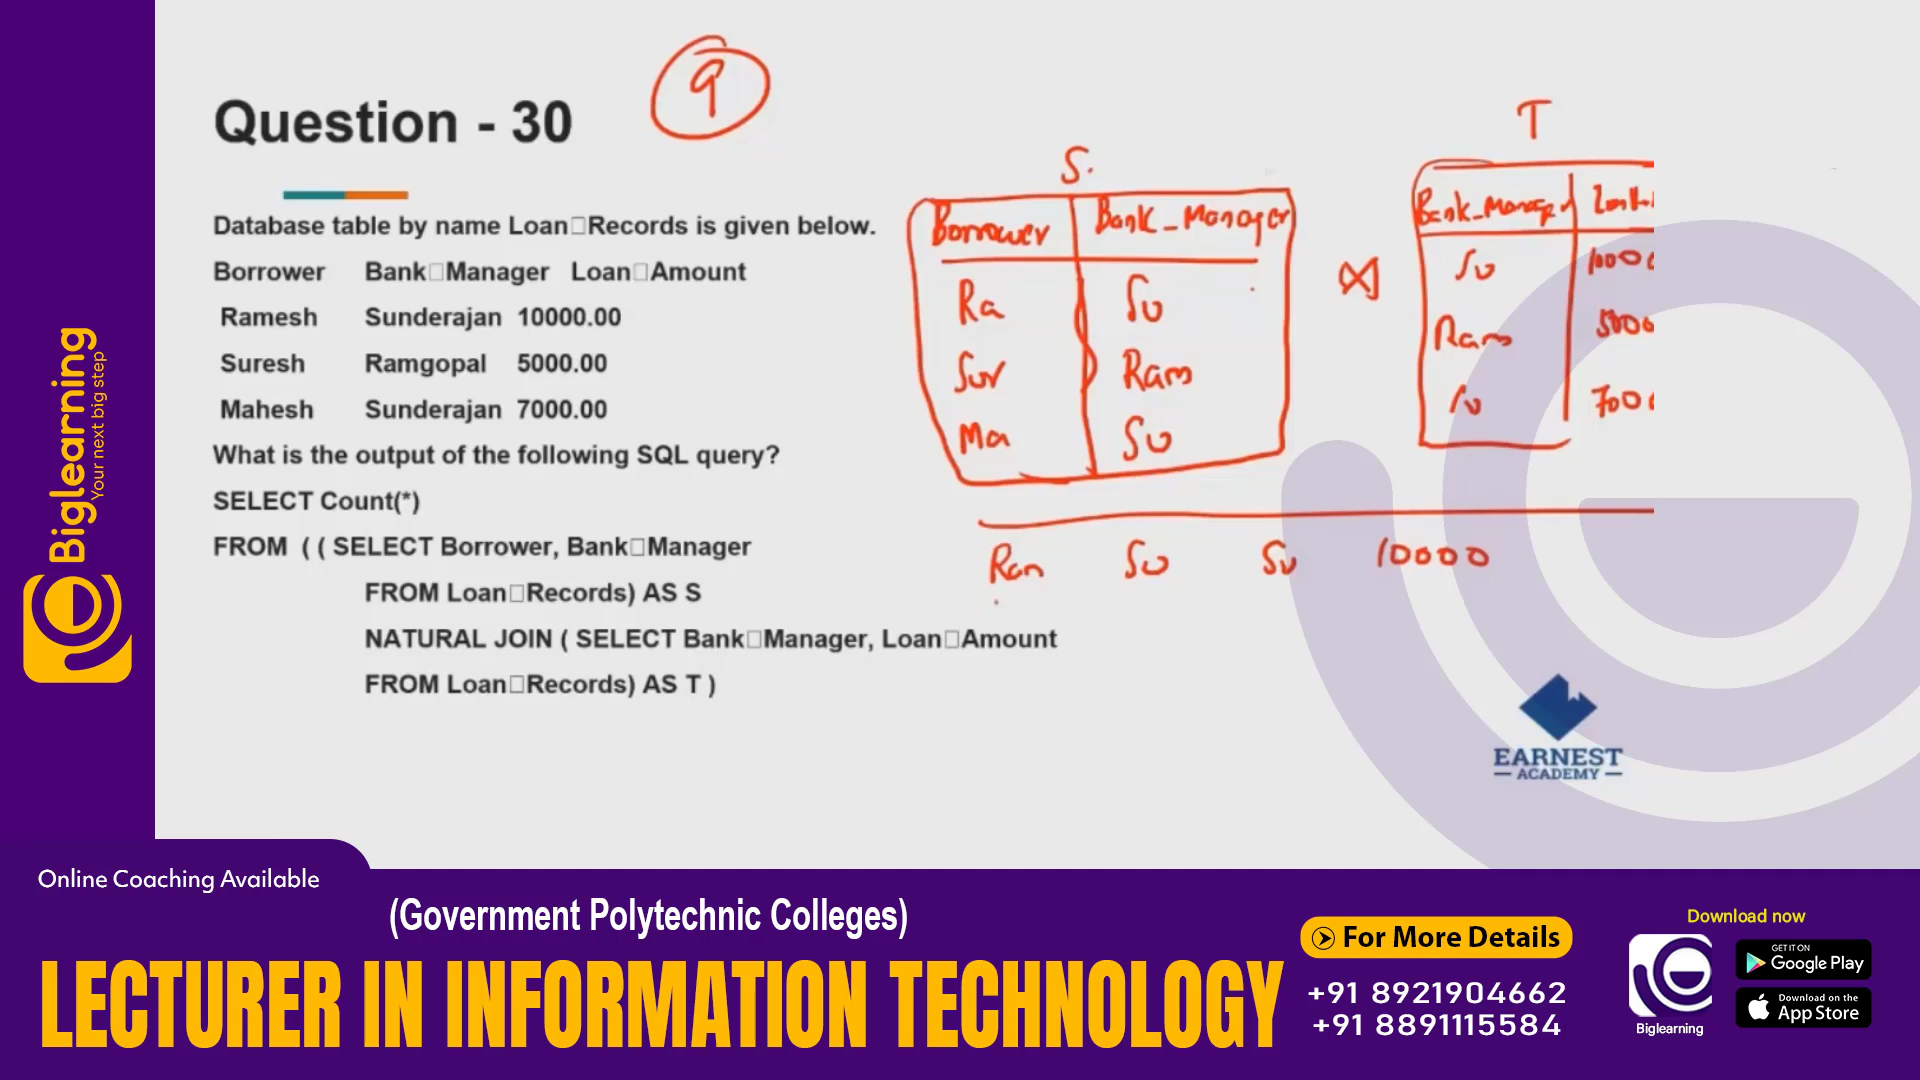 Question - 30
9
Database table by name Loan□Records is given below.
Borrower Bank□Manager Loan□Amount
Ramesh Sunderajan 10000.00
Suresh Ramgopal 5000.00
Mahesh Sunderajan 7000.00
What is the output of the following SQL query?
SELECT Count(*)
FROM ( ( SELECT Borrower, Bank□Manager
FROM Loan□Records) AS S
NATURAL JOIN ( SELECT Bank□Manager, Loan□Amount
FROM Loan□Records) AS T )
S.
Borrower Bank_Manager
Ra Su
Sur Ram
Ma Su
⋈
T
Su 1000
Ram 5000
Su 7000
Ram Su Su 10000
EARNEST
ACADEMY
Biglearning
Your next big step
Online Coaching Available
(Government Polytechnic Colleges)
LECTURER IN INFORMATION TECHNOLOGY
For More Details
+91 8921904662
+91 8891115584
Download now
Biglearning
GET IT ON
Google Play
Download on the
App Store